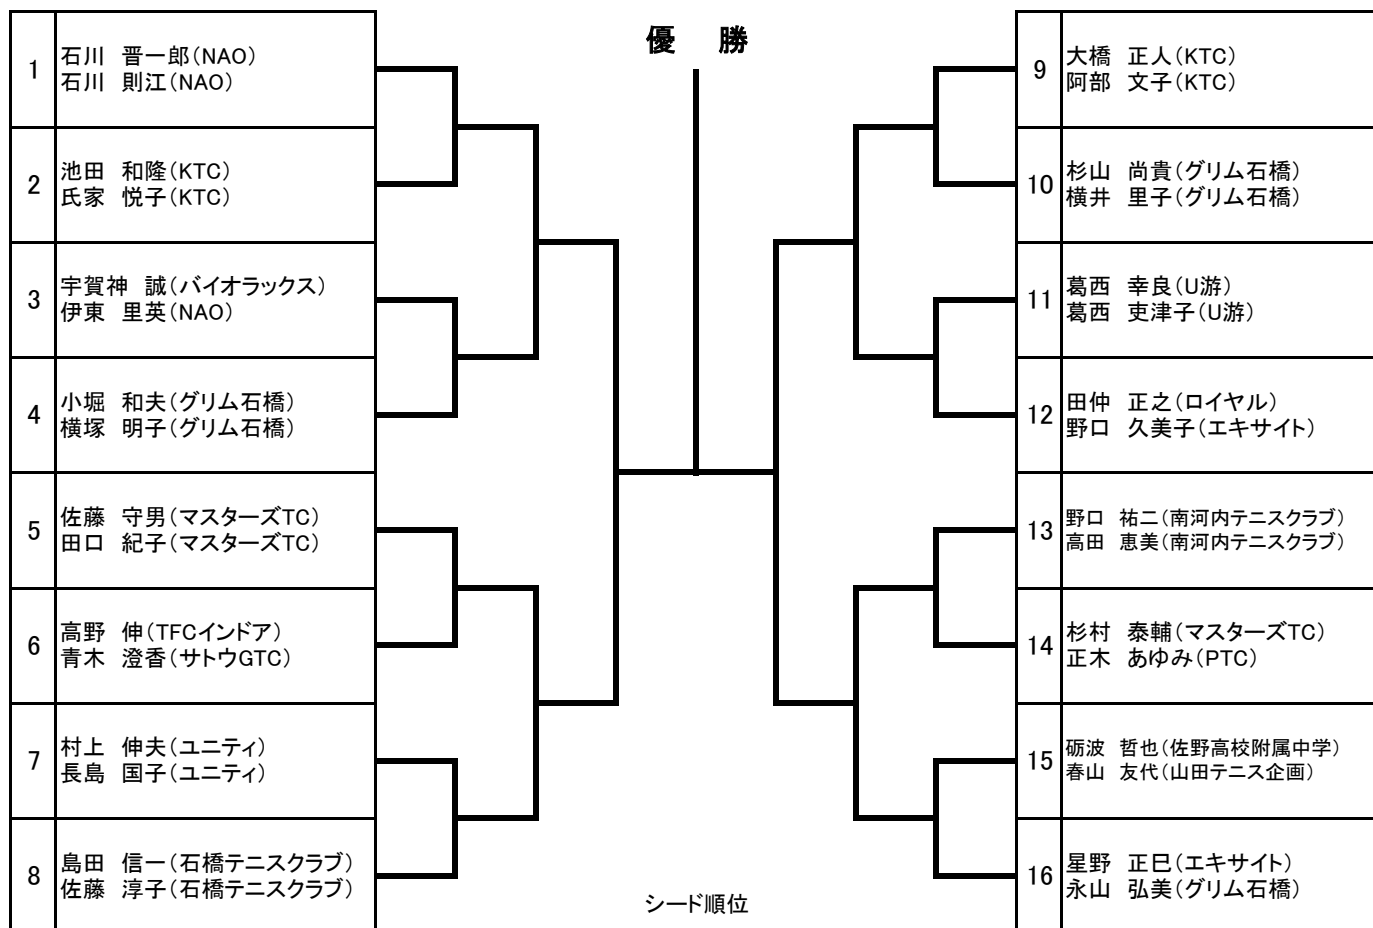 優　勝
1
石川　晋一郎（NAO）
石川　則江（NAO）
2
池田　和隆（KTC）
氏家　悦子（KTC）
3
宇賀神　誠（バイオラックス）
伊東　里英（NAO）
4
小堀　和夫（グリム石橋）
横塚　明子（グリム石橋）
5
佐藤　守男（マスターズTC）
田口　紀子（マスターズTC）
6
高野　伸（TFCインドア）
青木　澄香（サトウGTC）
7
村上　伸夫（ユニティ）
長島　国子（ユニティ）
8
島田　信一（石橋テニスクラブ）
佐藤　淳子（石橋テニスクラブ）
9
大橋　正人（KTC）
阿部　文子（KTC）
10
杉山　尚貴（グリム石橋）
横井　里子（グリム石橋）
11
葛西　幸良（U游）
葛西　吏津子（U游）
12
田仲　正之（ロイヤル）
野口　久美子（エキサイト）
13
野口　祐二（南河内テニスクラブ）
高田　恵美（南河内テニスクラブ）
14
杉村　泰輔（マスターズTC）
正木　あゆみ（PTC）
15
砺波　哲也（佐野高校附属中学）
春山　友代（山田テニス企画）
16
星野　正巳（エキサイト）
永山　弘美（グリム石橋）
シード順位